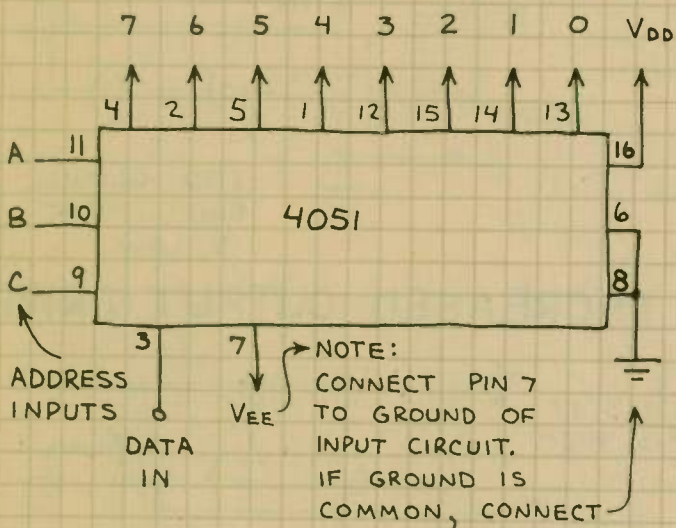 7 6 5 4 3 2 1 0 VDD
4 2 5 1 12 15 14 13
A 11 16
4051
B 10 6
C 9 8
3 7
ADDRESS
INPUTS
DATA
IN
VEE
NOTE:
CONNECT PIN 7
TO GROUND OF
INPUT CIRCUIT.
IF GROUND IS
COMMON, CONNECT